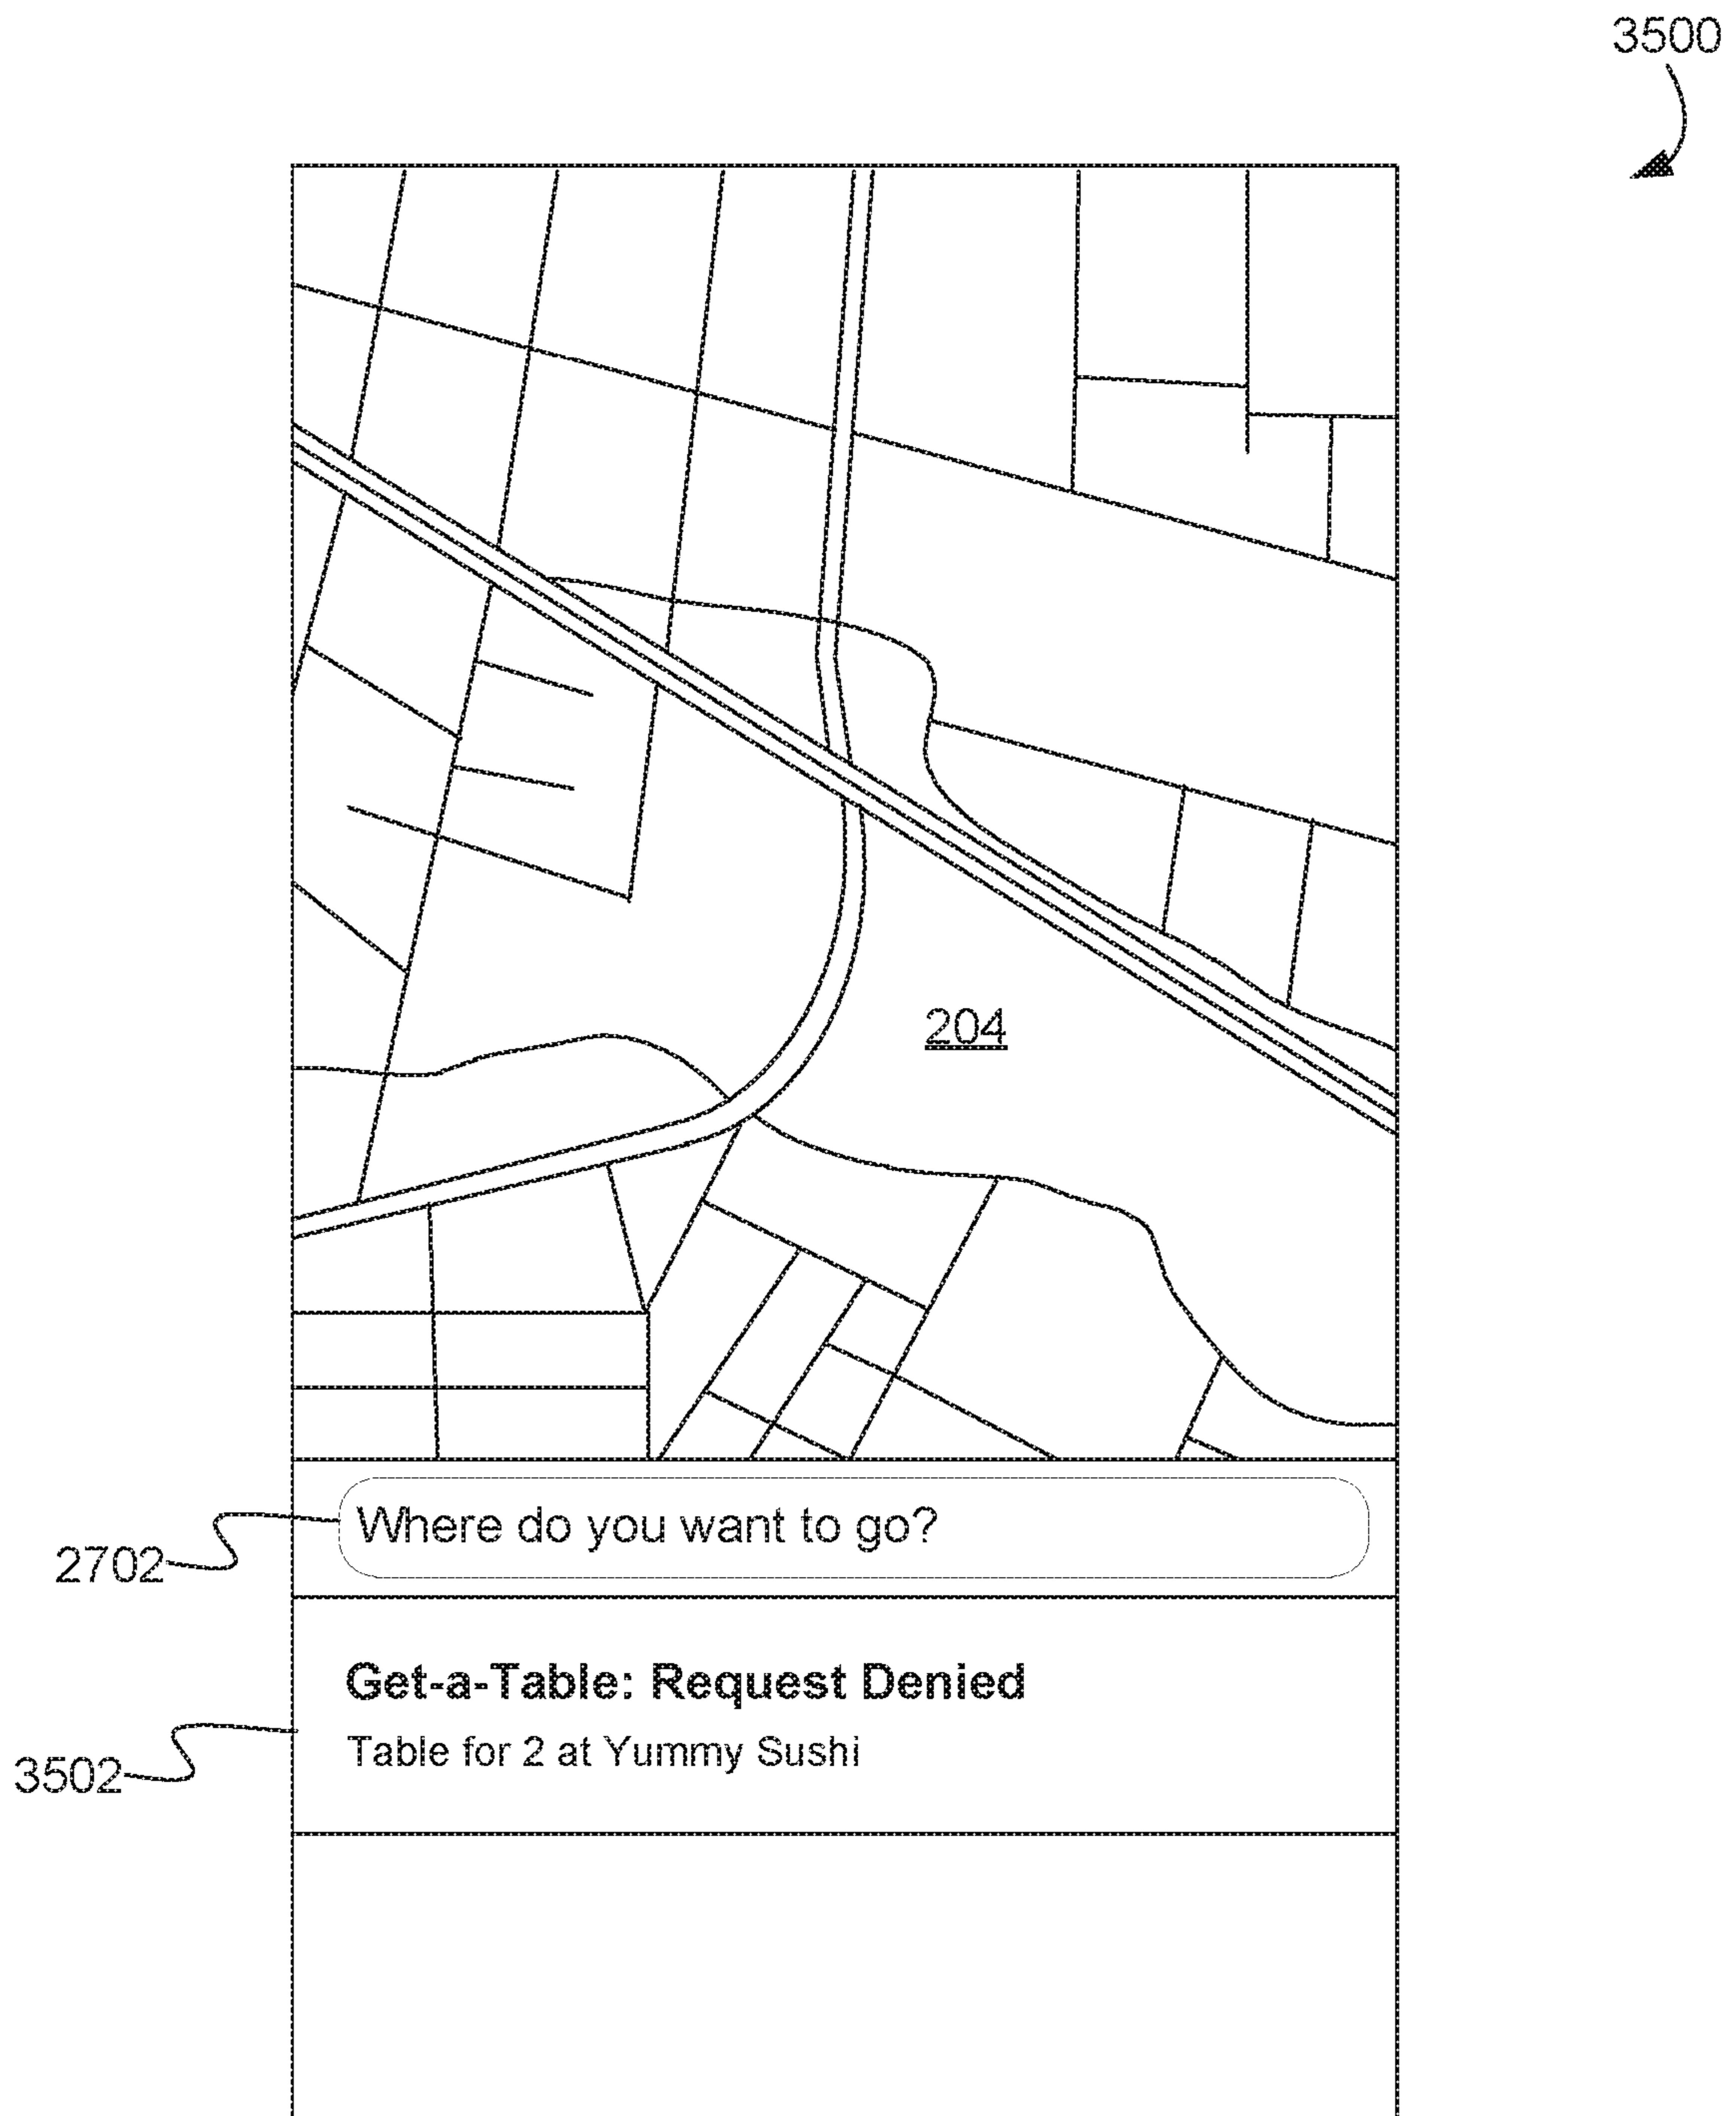 3500
204
Where do you want to go?
2702
Get-a-Table: Request Denied
Table for 2 at Yummy Sushi
3502